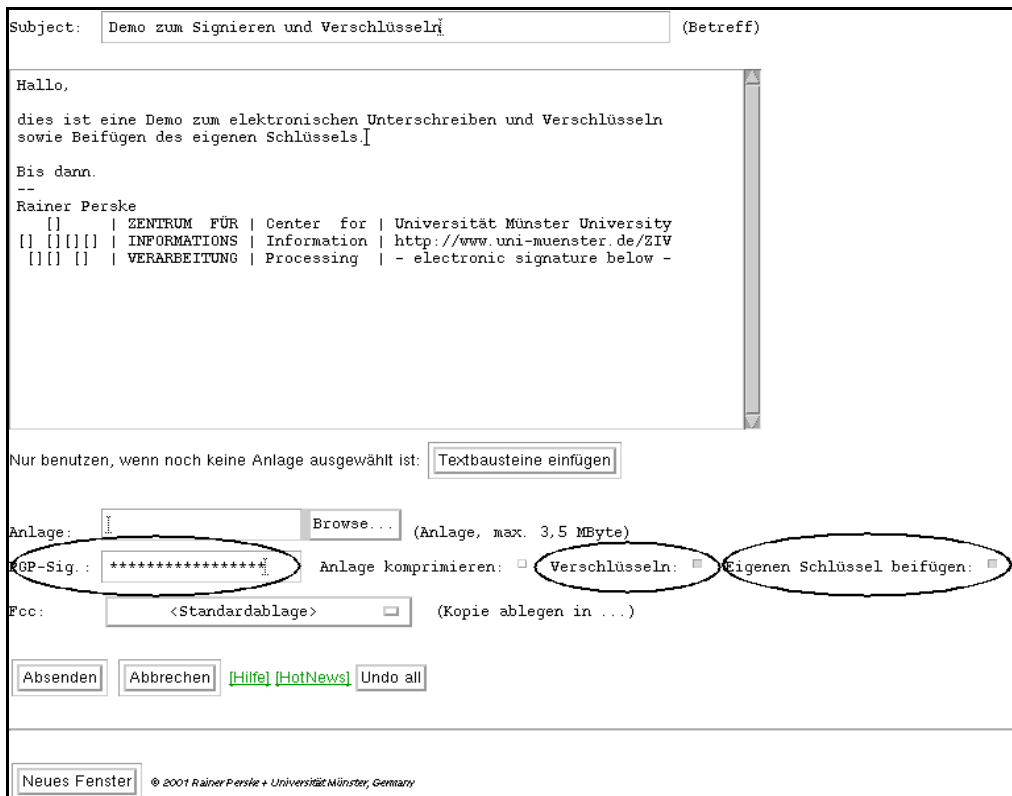 Subject: Demo zum Signieren und Verschlüsseln (Betreff)
Hallo,
dies ist eine Demo zum elektronischen Unterschreiben und Verschlüsseln
sowie Beifügen des eigenen Schlüssels.
Bis dann.
--
Rainer Perske
[] | ZENTRUM FÜR | Center for | Universität Münster University
[] [][][] | INFORMATIONS | Information | http://www.uni-muenster.de/ZIV
[][] [] | VERARBEITUNG | Processing | - electronic signature below -
Nur benutzen, wenn noch keine Anlage ausgewählt ist: Textbausteine einfügen
Anlage: Browse... (Anlage, max. 3,5 MByte)
PGP-Sig.: ***************** Anlage komprimieren: Verschlüsseln: Eigenen Schlüssel beifügen:
Fcc: <Standardablage> (Kopie ablegen in ...)
Absenden Abbrechen [Hilfe] [HotNews] Undo all
Neues Fenster © 2001 Rainer Perske + Universität Münster, Germany